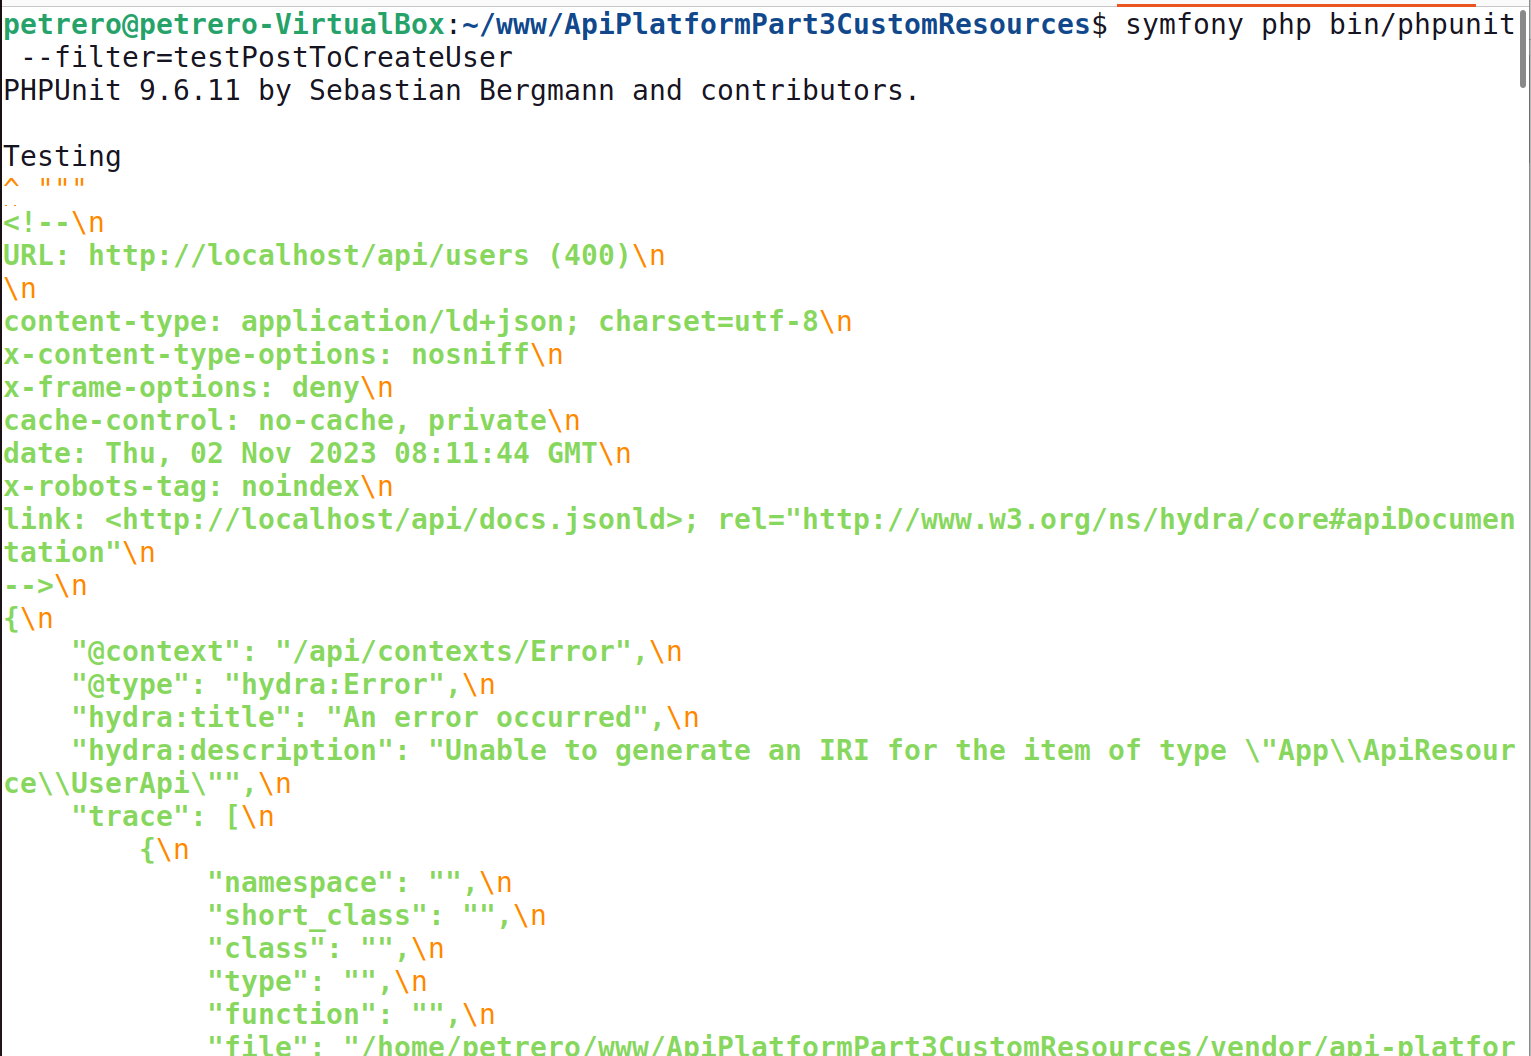 petrero@petrero-VirtualBox:~/www/ApiPlatformPart3CustomResources$ symfony php bin/phpunit
 --filter=testPostToCreateUser
PHPUnit 9.6.11 by Sebastian Bergmann and contributors.

Testing
^ """
<!--\n
URL: http://localhost/api/users (400)\n
\n
content-type: application/ld+json; charset=utf-8\n
x-content-type-options: nosniff\n
x-frame-options: deny\n
cache-control: no-cache, private\n
date: Thu, 02 Nov 2023 08:11:44 GMT\n
x-robots-tag: noindex\n
link: <http://localhost/api/docs.jsonld>; rel="http://www.w3.org/ns/hydra/core#apiDocumen
tation"\n
-->\n
{\n
    "@context": "/api/contexts/Error",\n
    "@type": "hydra:Error",\n
    "hydra:title": "An error occurred",\n
    "hydra:description": "Unable to generate an IRI for the item of type \"App\\ApiResour
ce\\UserApi\"",\n
    "trace": [\n
        {\n
            "namespace": "",\n
            "short_class": "",\n
            "class": "",\n
            "type": "",\n
            "function": "",\n
            "file": "/home/petrero/www/ApiPlatformPart3CustomResources/vendor/api-platfor